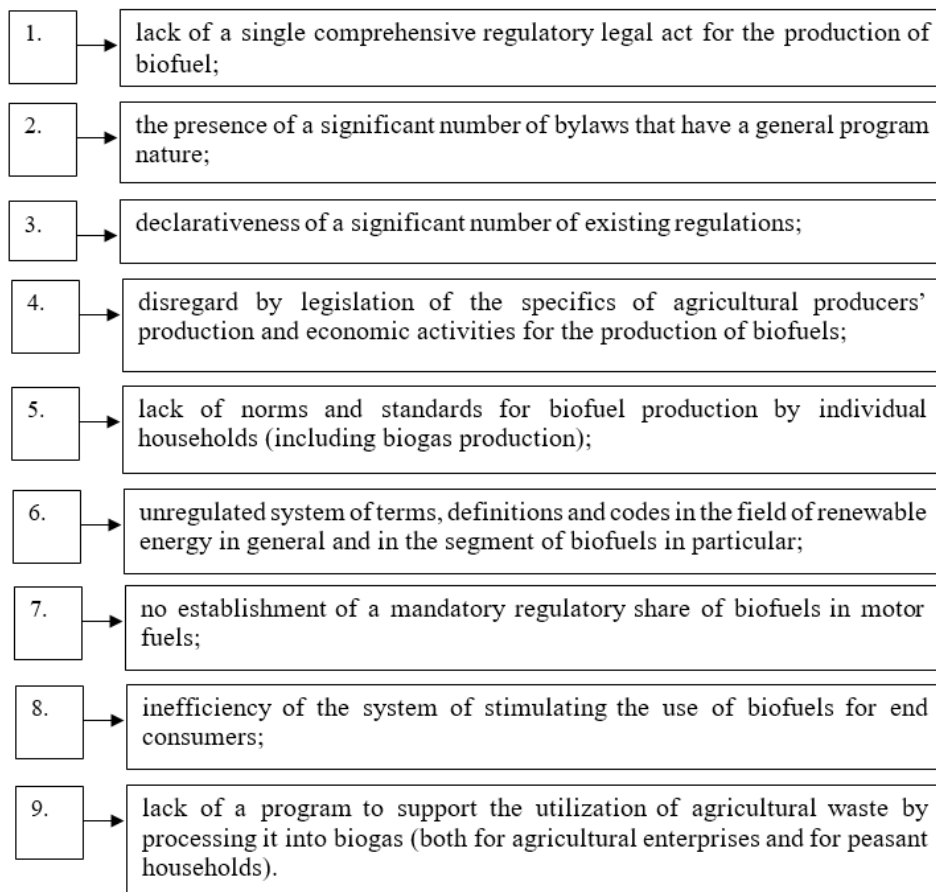 1.
lack of a single comprehensive regulatory legal act for the production of
biofuel;
2.
the presence of a significant number of bylaws that have a general program
nature;
3.
declarativeness of a significant number of existing regulations;
4.
disregard by legislation of the specifics of agricultural producers’
production and economic activities for the production of biofuels;
5.
lack of norms and standards for biofuel production by individual
households (including biogas production);
6.
unregulated system of terms, definitions and codes in the field of renewable
energy in general and in the segment of biofuels in particular;
7.
no establishment of a mandatory regulatory share of biofuels in motor
fuels;
8.
inefficiency of the system of stimulating the use of biofuels for end
consumers;
9.
lack of a program to support the utilization of agricultural waste by
processing it into biogas (both for agricultural enterprises and for peasant
households).